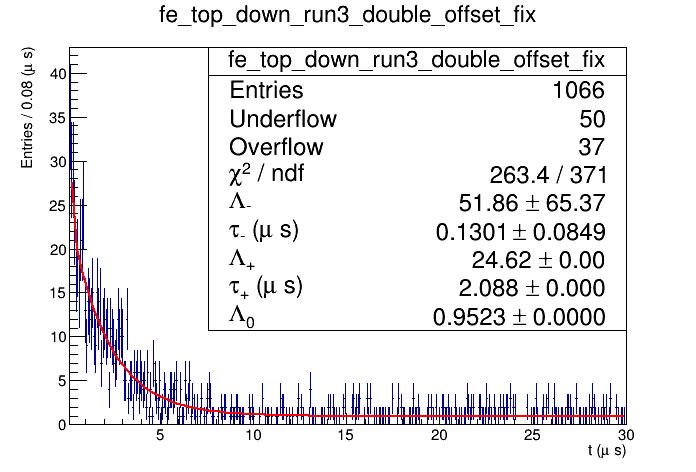 fe_top_down_run3_double_offset_fix
fe_top_down_run3_double_offset_fix
Entries 1066
Underflow 50
Overflow 37
χ² / ndf 263.4 / 371
Λ₋ 51.86 ± 65.37
τ₋ (μ s) 0.1301 ± 0.0849
Λ₊ 24.62 ± 0.00
τ₊ (μ s) 2.088 ± 0.000
Λ₀ 0.9523 ± 0.0000
Entries / 0.08 (μ s)
40
35
30
25
20
15
10
5
0
5 10 15 20 25 30
t (μ s)